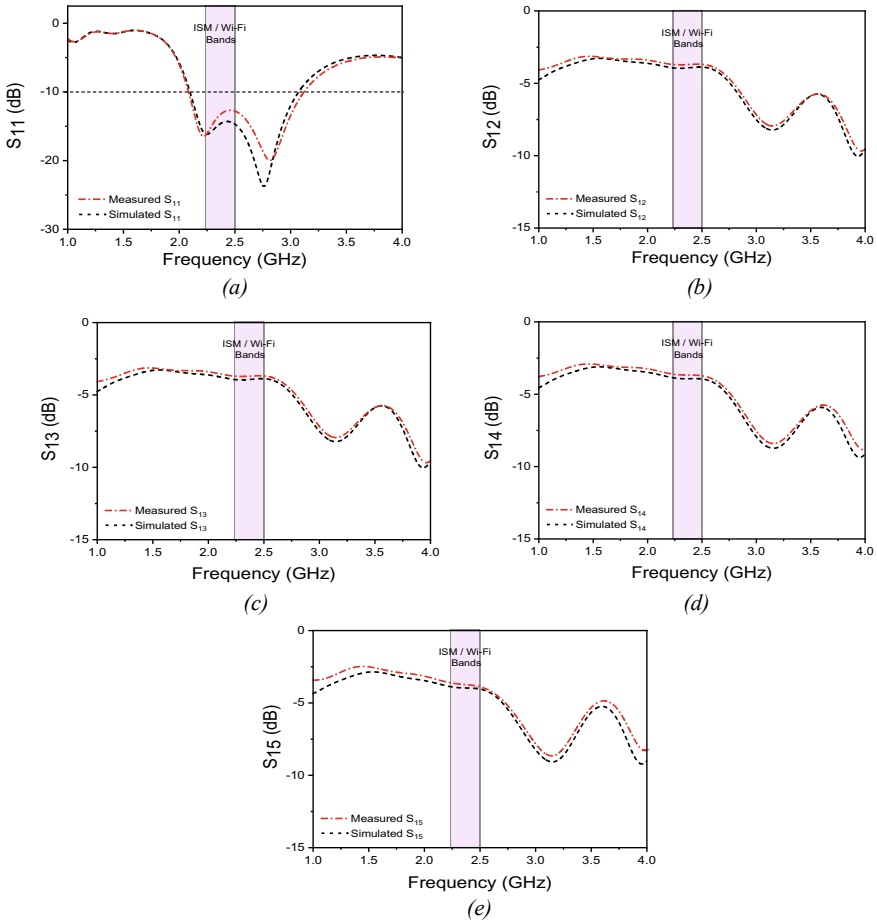 0
-10
-20
-30
S11 (dB)
ISM / Wi-Fi
Bands
Measured S11
Simulated S11
1.0 1.5 2.0 2.5 3.0 3.5 4.0
Frequency (GHz)
(a)
0
-5
-10
-15
S12 (dB)
ISM / Wi-Fi
Bands
Measured S12
Simulated S12
1.0 1.5 2.0 2.5 3.0 3.5 4.0
Frequency (GHz)
(b)
0
-5
-10
-15
S13 (dB)
ISM / Wi-Fi
Bands
Measured S13
Simulated S13
1.0 1.5 2.0 2.5 3.0 3.5 4.0
Frequency (GHz)
(c)
0
-5
-10
-15
S14 (dB)
ISM / Wi-Fi
Bands
Measured S14
Simulated S14
1.0 1.5 2.0 2.5 3.0 3.5 4.0
Frequency (GHz)
(d)
0
-5
-10
-15
S15 (dB)
ISM / Wi-Fi
Bands
Measured S15
Simulated S15
1.0 1.5 2.0 2.5 3.0 3.5 4.0
Frequency (GHz)
(e)